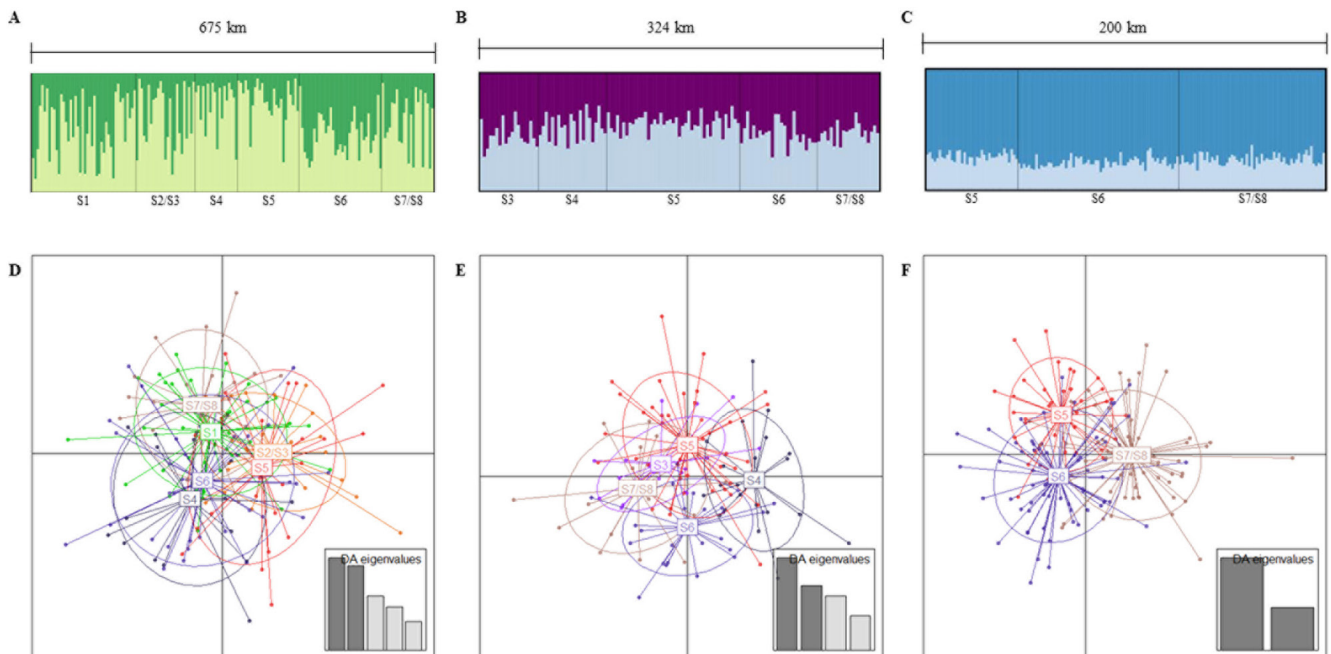 A
675 km
B
324 km
C
200 km
S1 S2/S3 S4 S5 S6 S7/S8
S3 S4 S5 S6 S7/S8
S5 S6 S7/S8
D
S7/S8
S1
S2/S3
S5
S6
S4
DA eigenvalues
E
S5
S3
S4
S7/S8
S6
DA eigenvalues
F
S5
S7/S8
S6
DA eigenvalues